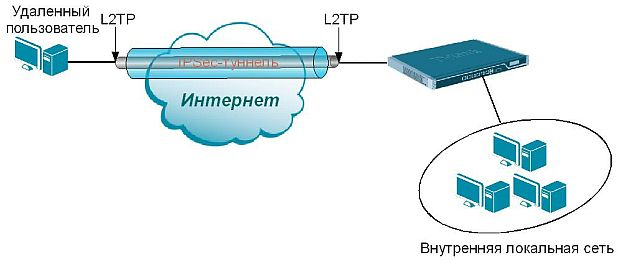 Удаленный
пользователь
L2TP
L2TP
IPSec-туннель
Интернет
Внутренняя локальная сеть